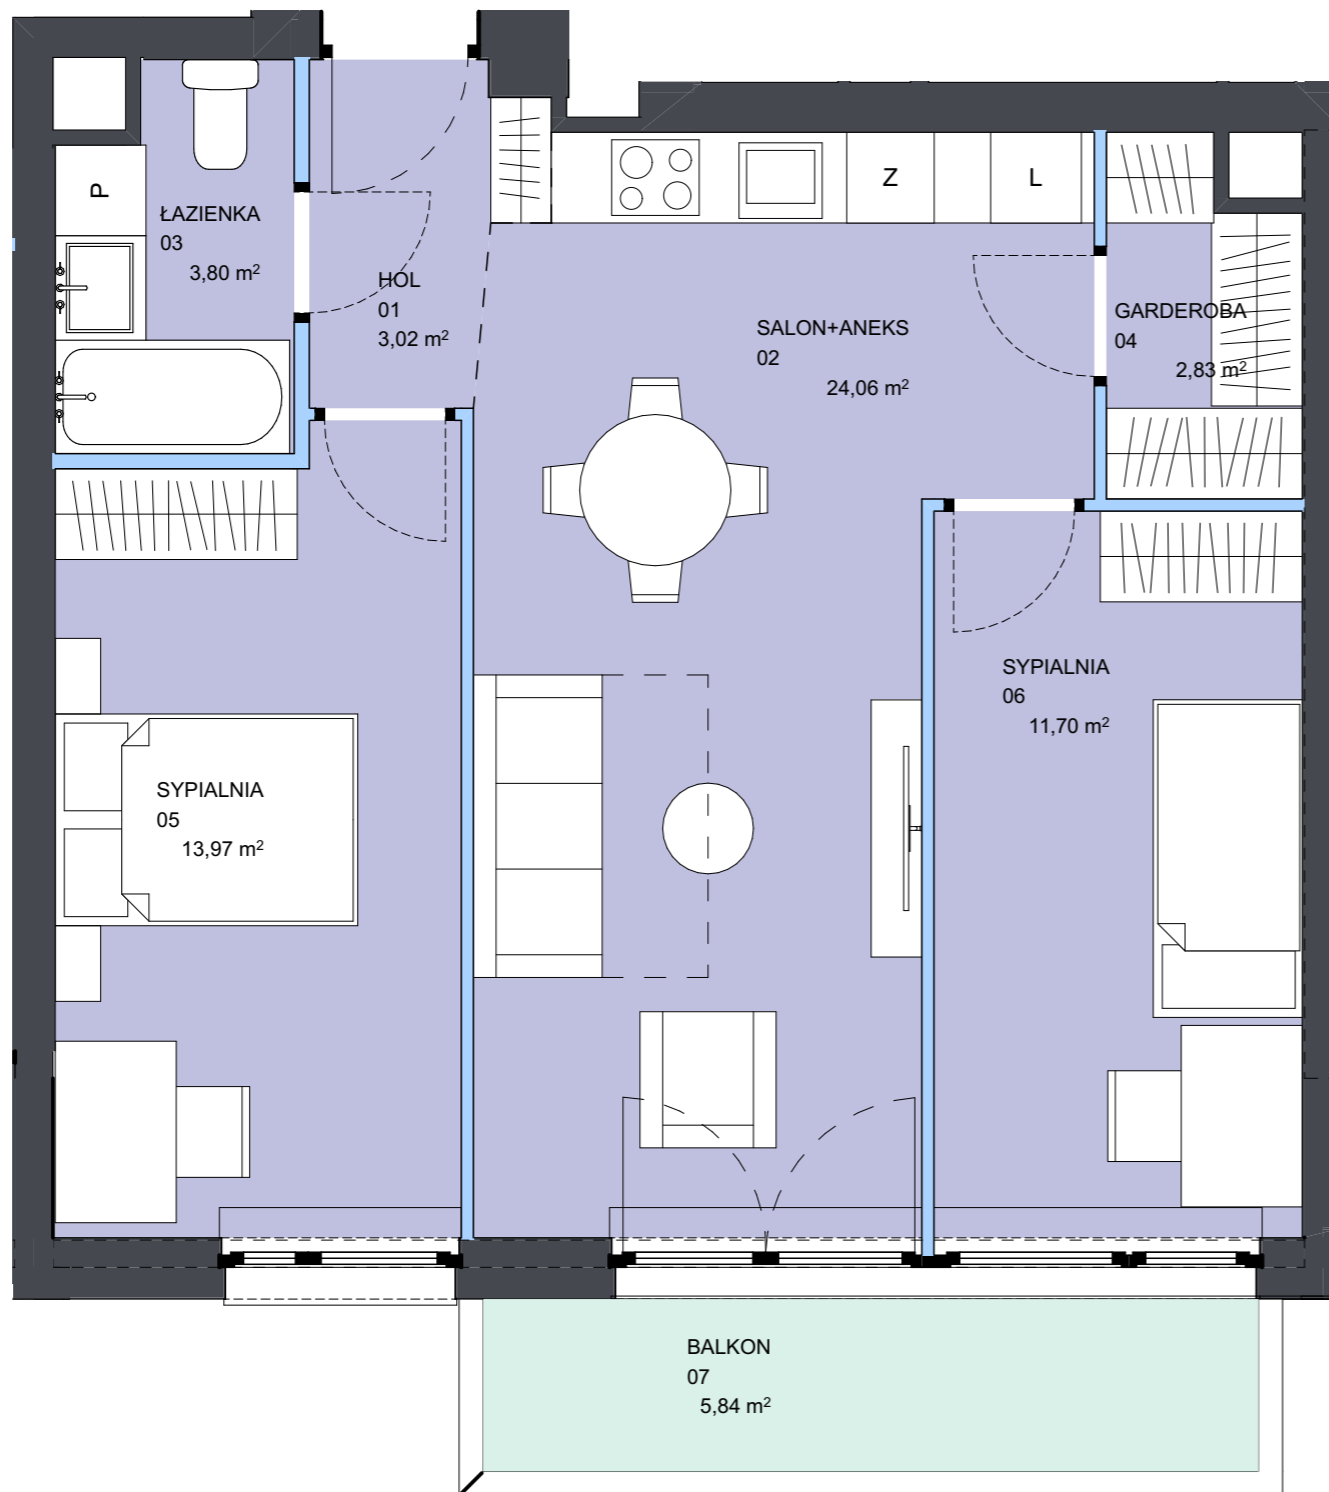 P
ŁAZIENKA
03
3,80 m²
HOL
01
3,02 m²
Z
L
SALON+ANEKS
02
24,06 m²
GARDEROBA
04
2,83 m²
SYPIALNIA
05
13,97 m²
SYPIALNIA
06
11,70 m²
BALKON
07
5,84 m²